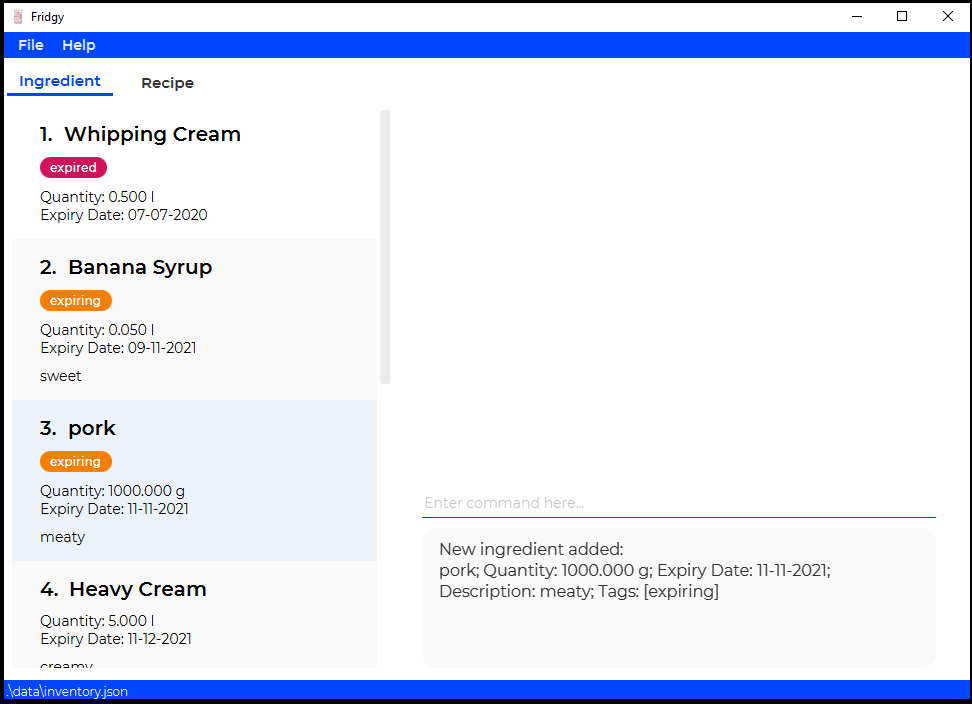 Fridgy
File Help
Ingredient Recipe
1. Whipping Cream
expired
Quantity: 0.500 l
Expiry Date: 07-07-2020
2. Banana Syrup
expiring
Quantity: 0.050 l
Expiry Date: 09-11-2021
sweet
3. pork
expiring
Quantity: 1000.000 g
Expiry Date: 11-11-2021
meaty
4. Heavy Cream
Quantity: 5.000 l
Expiry Date: 11-12-2021
creamy
Enter command here...
New ingredient added:
pork; Quantity: 1000.000 g; Expiry Date: 11-11-2021;
Description: meaty; Tags: [expiring]
.\data\inventory.json